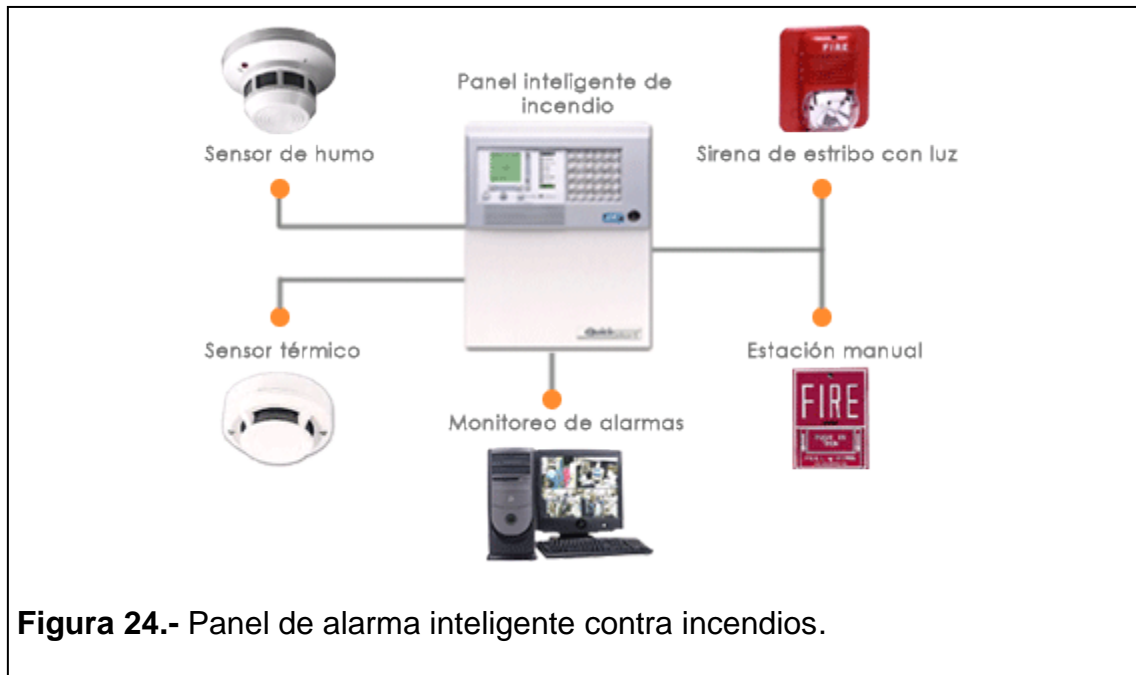 Panel inteligente de
incendio
FIRE
Sensor de humo
Sirena de estribo con luz
Sensor térmico
Estación manual
Monitoreo de alarmas
FIRE
Figura 24.- Panel de alarma inteligente contra incendios.